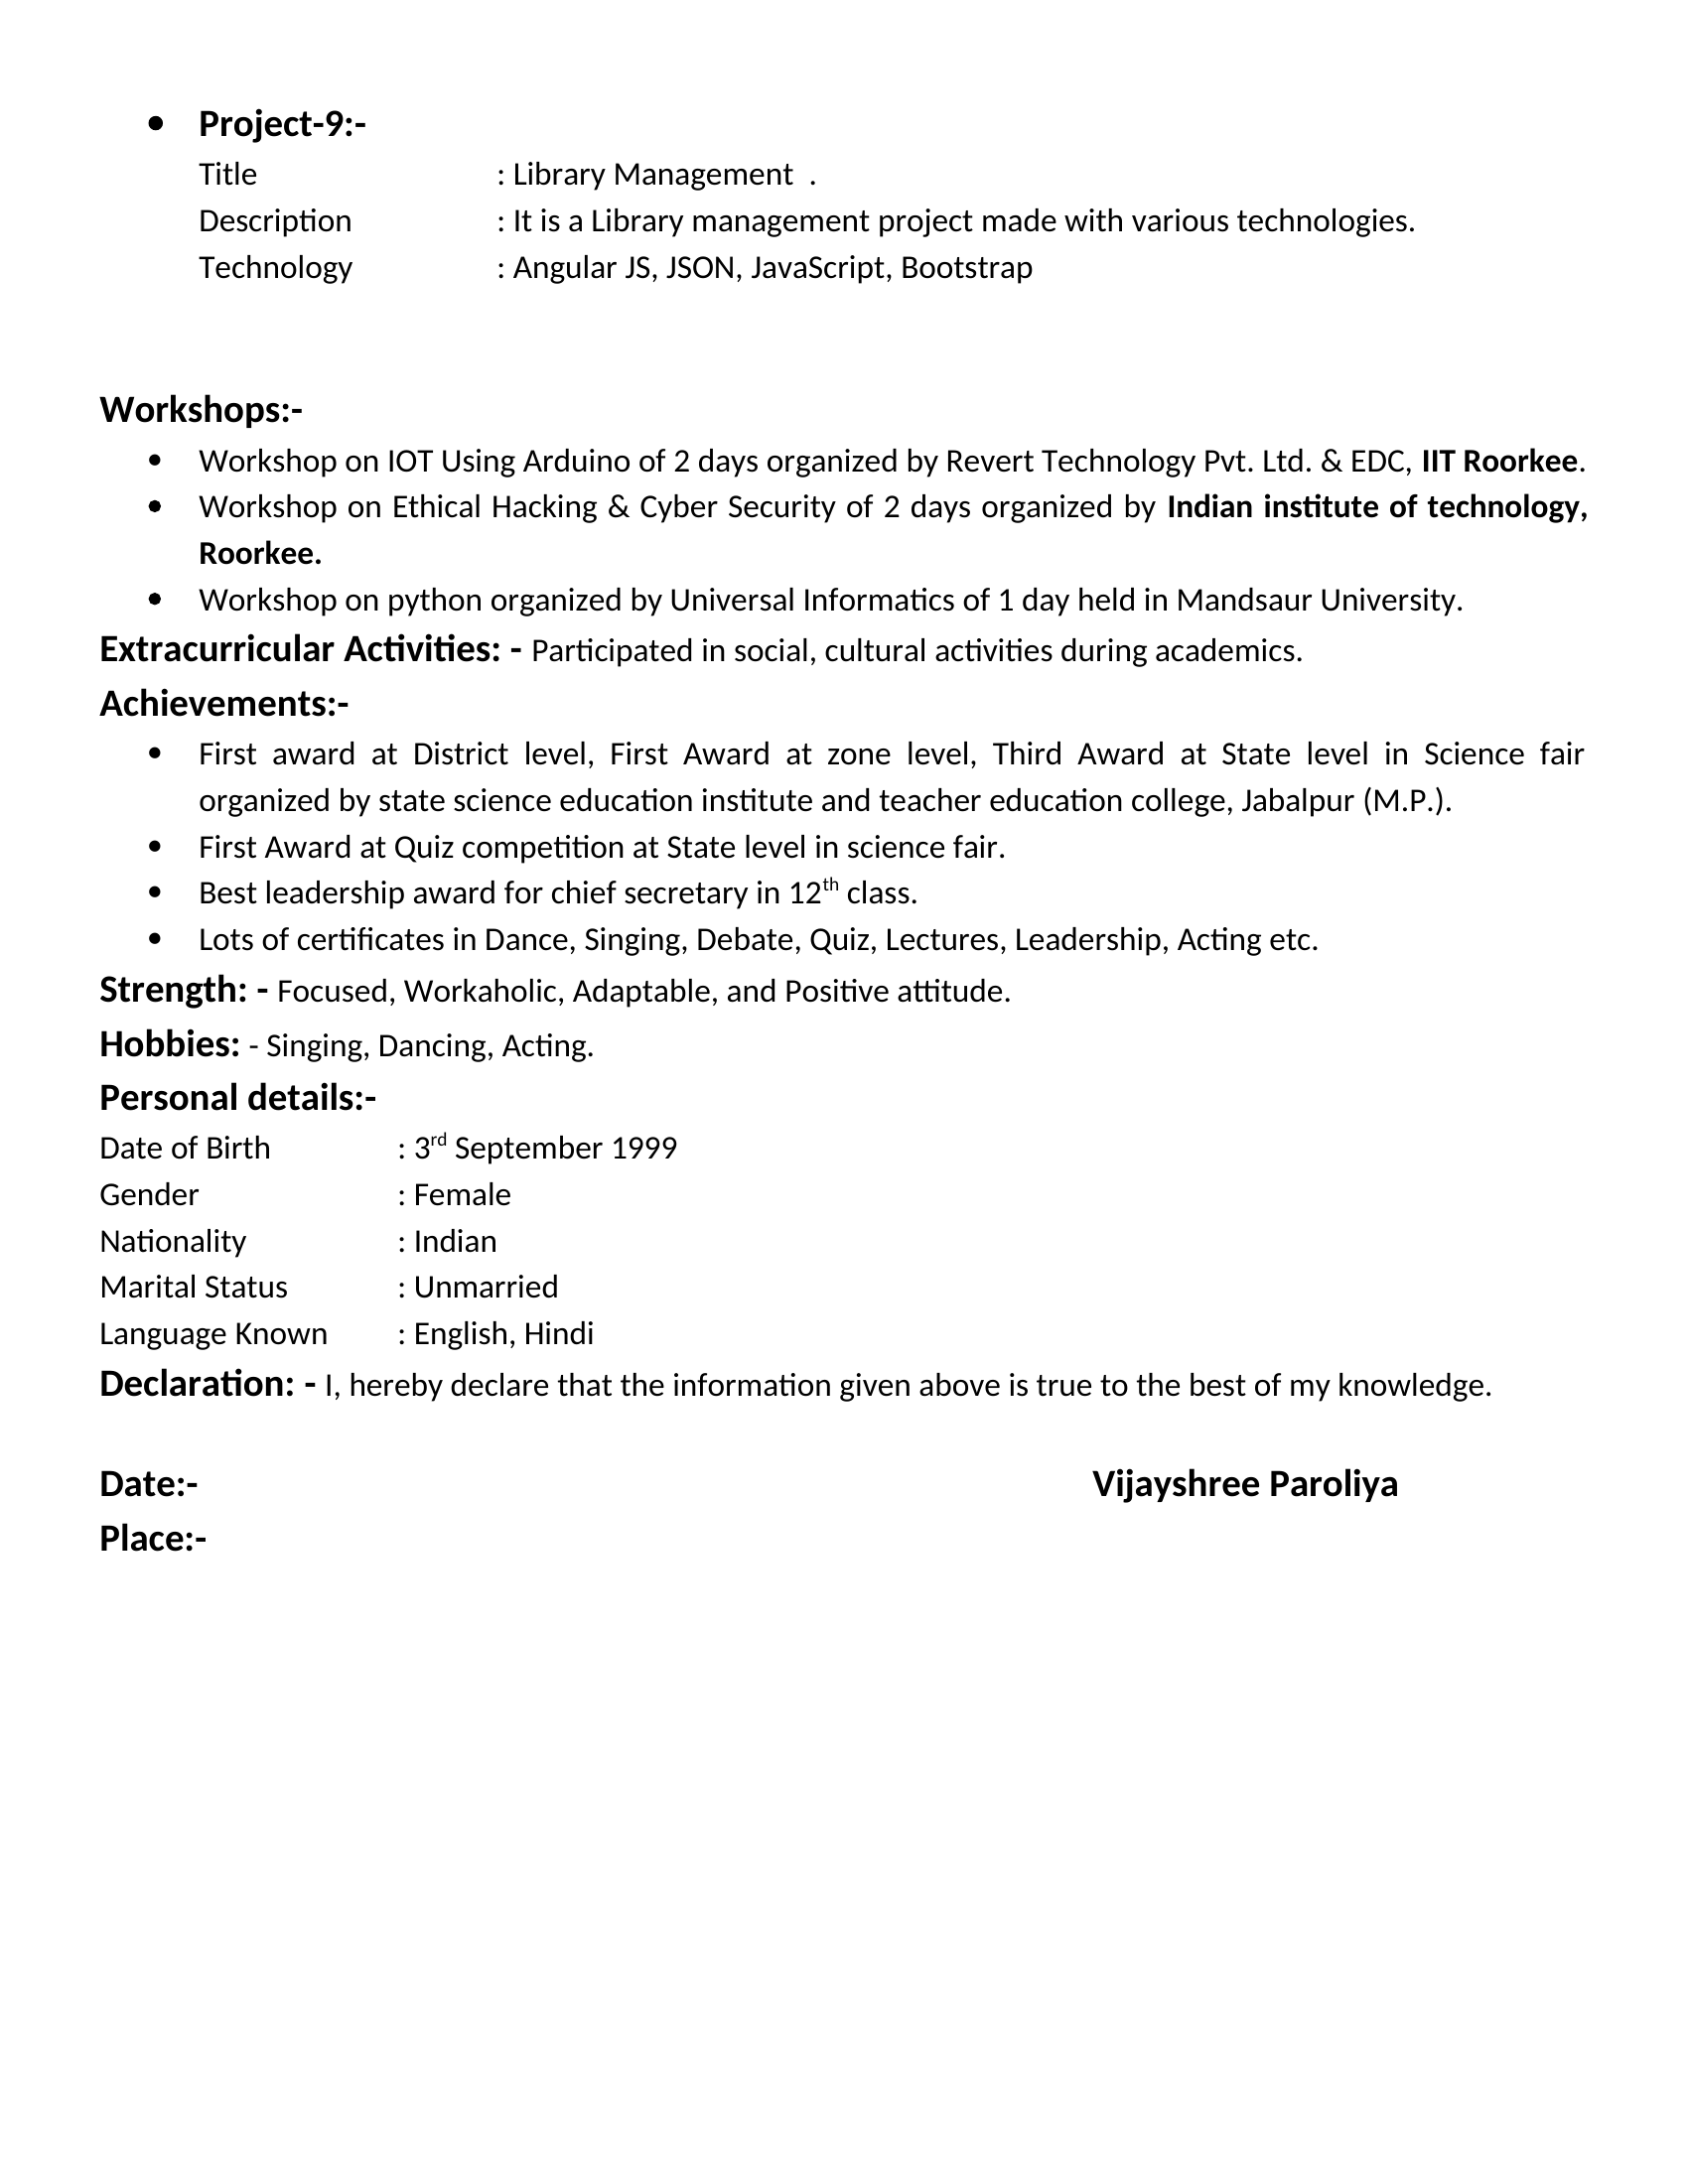 • Project-9:-
Title : Library Management  .
Description : It is a Library management project made with various technologies.
Technology : Angular JS, JSON, JavaScript, Bootstrap
Workshops:-
• Workshop on IOT Using Arduino of 2 days organized by Revert Technology Pvt. Ltd. & EDC, IIT Roorkee.
• Workshop on Ethical Hacking & Cyber Security of 2 days organized by Indian institute of technology,
Roorkee.
• Workshop on python organized by Universal Informatics of 1 day held in Mandsaur University.
Extracurricular Activities: - Participated in social, cultural activities during academics.
Achievements:-
• First award at District level, First Award at zone level, Third Award at State level in Science fair
organized by state science education institute and teacher education college, Jabalpur (M.P.).
• First Award at Quiz competition at State level in science fair.
• Best leadership award for chief secretary in 12th class.
• Lots of certificates in Dance, Singing, Debate, Quiz, Lectures, Leadership, Acting etc.
Strength: - Focused, Workaholic, Adaptable, and Positive attitude.
Hobbies: - Singing, Dancing, Acting.
Personal details:-
Date of Birth : 3rd September 1999
Gender : Female
Nationality : Indian
Marital Status : Unmarried
Language Known : English, Hindi
Declaration: - I, hereby declare that the information given above is true to the best of my knowledge.
Date:- Vijayshree Paroliya
Place:-